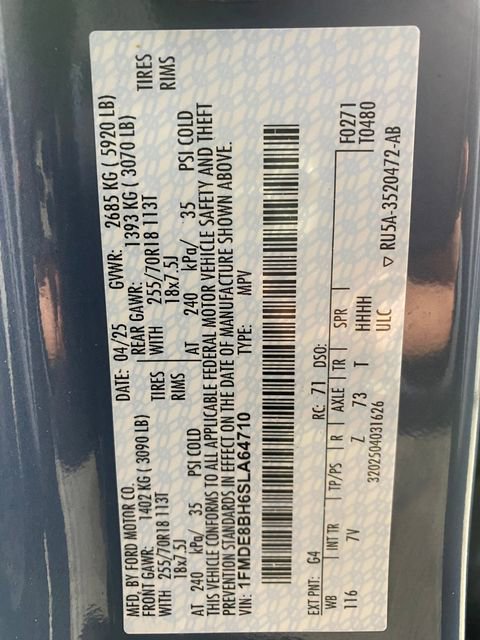 MFD. BY FORD MOTOR CO.
DATE: 04/25 GVWR: 2685 KG ( 5920 LB)
FRONT GAWR: 1402 KG ( 3090 LB) REAR GAWR: 1393 KG ( 3070 LB)
WITH 255/70R18 113T TIRES WITH 255/70R18 113T TIRES
18x7.5J RIMS 18x7.5J RIMS
AT 240 kPa/ 35 PSI COLD AT 240 kPa/ 35 PSI COLD
THIS VEHICLE CONFORMS TO ALL APPLICABLE FEDERAL MOTOR VEHICLE SAFETY AND THEFT
PREVENTION STANDARDS IN EFFECT ON THE DATE OF MANUFACTURE SHOWN ABOVE.
VIN: 1FMDE8BH6SLA64710 TYPE: MPV
F0271
T0480
EXT PNT: G4 RC: 71 DSO:
WB INT TR TP/PS R AXLE TR SPR
116 7V Z 73 T HHHH
3202504031626 ULC ▽ RU5A-3520472-AB